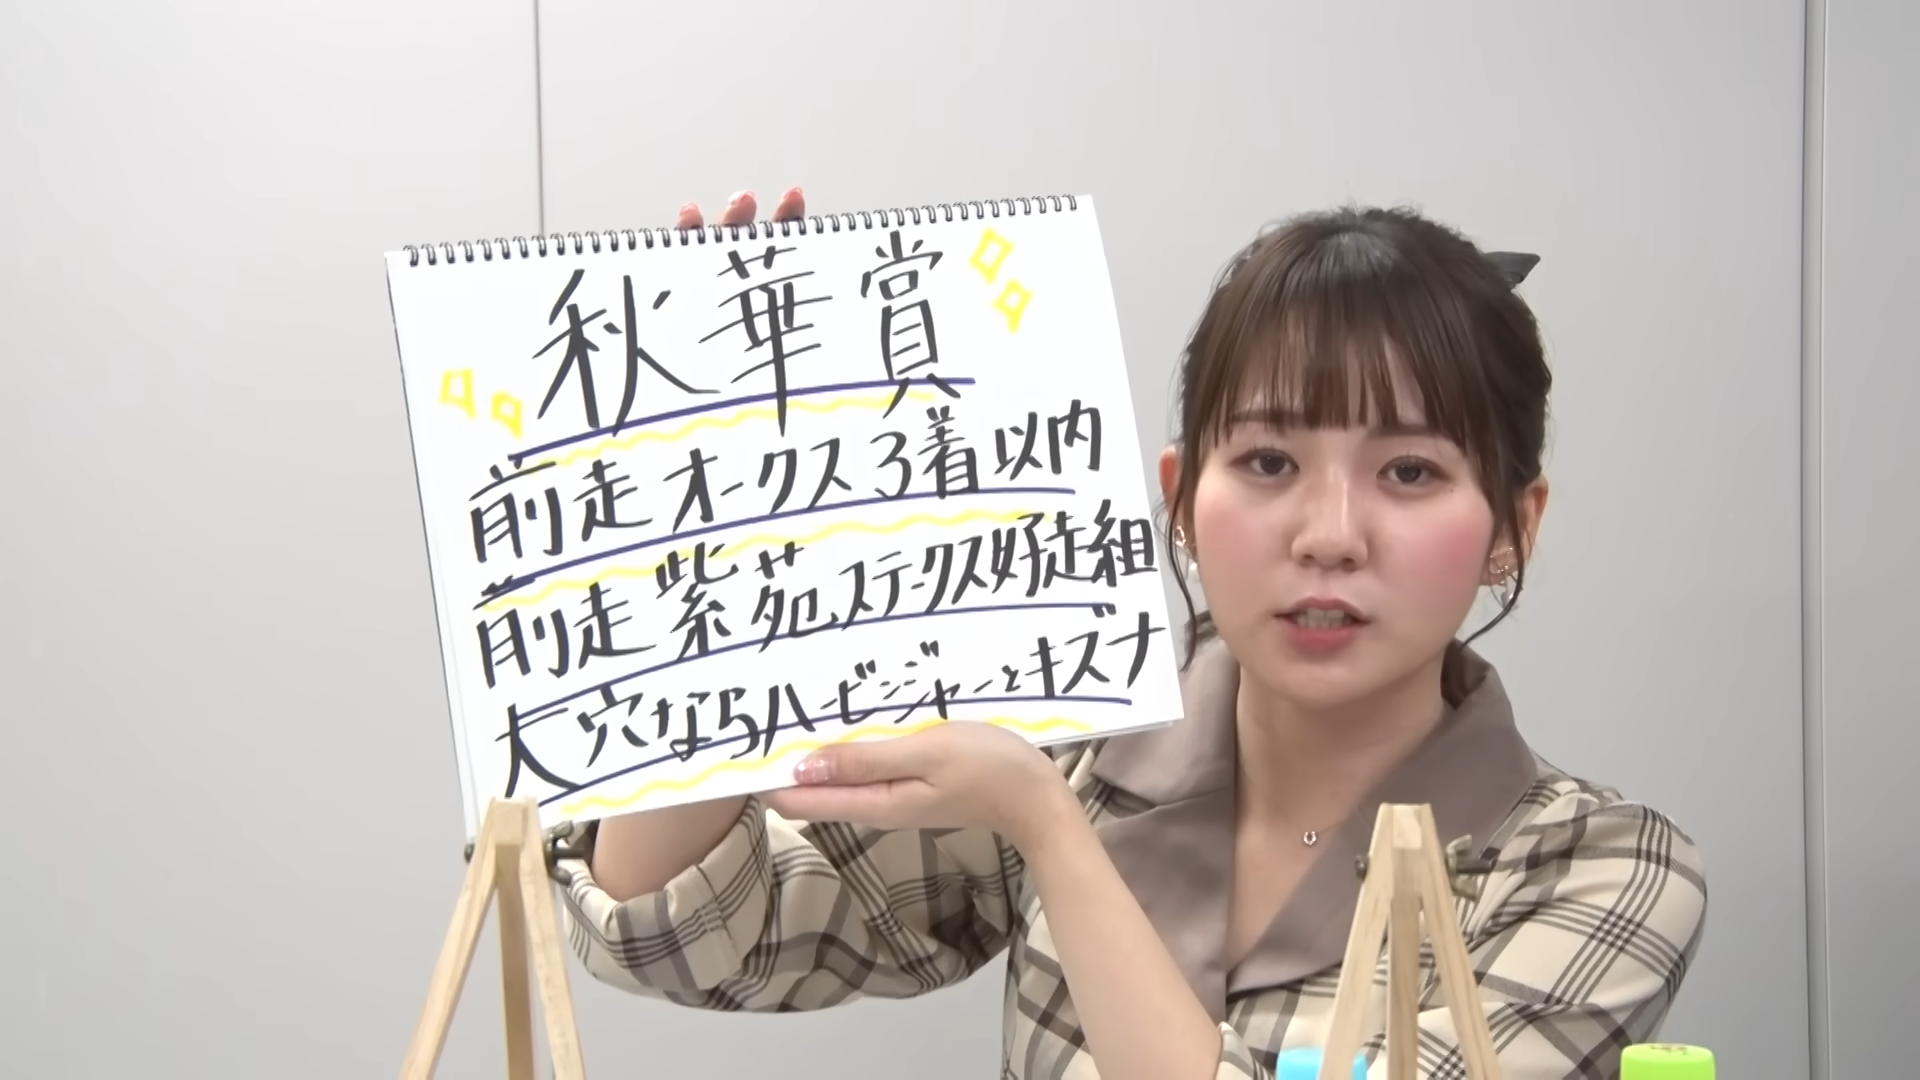 秋華賞
前走オークス3着以内
前走紫苑ステークス好走組
大穴ならハービンジャーとキズナ